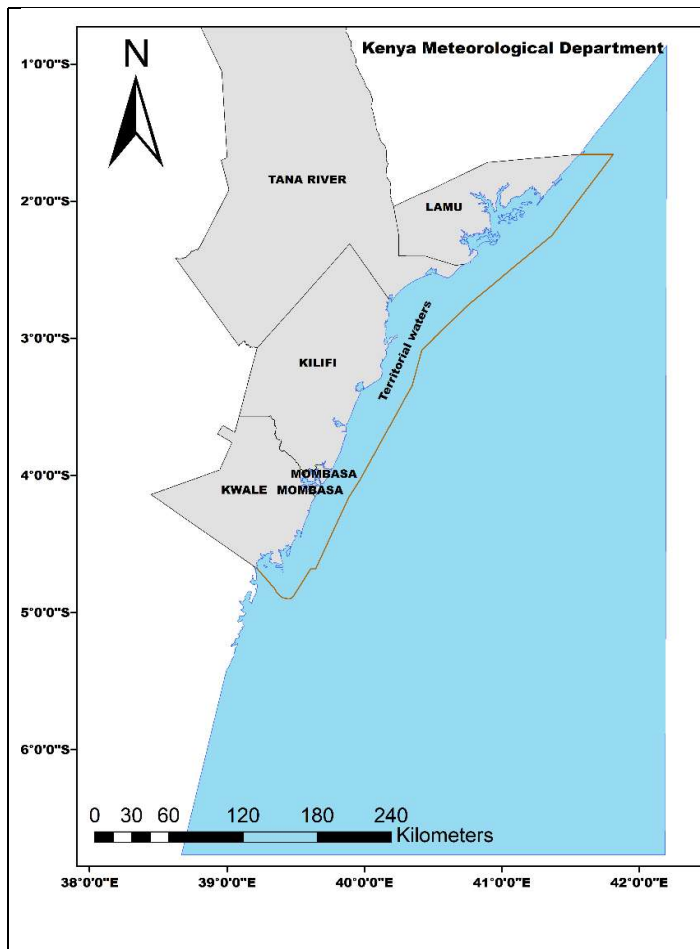 Kenya Meteorological Department
N
1°0'0"S
2°0'0"S
3°0'0"S
4°0'0"S
5°0'0"S
6°0'0"S
TANA RIVER
LAMU
KILIFI
Territorial waters
MOMBASA
KWALE MOMBASA
0 30 60 120 180 240
Kilometers
38°0'0"E 39°0'0"E 40°0'0"E 41°0'0"E 42°0'0"E